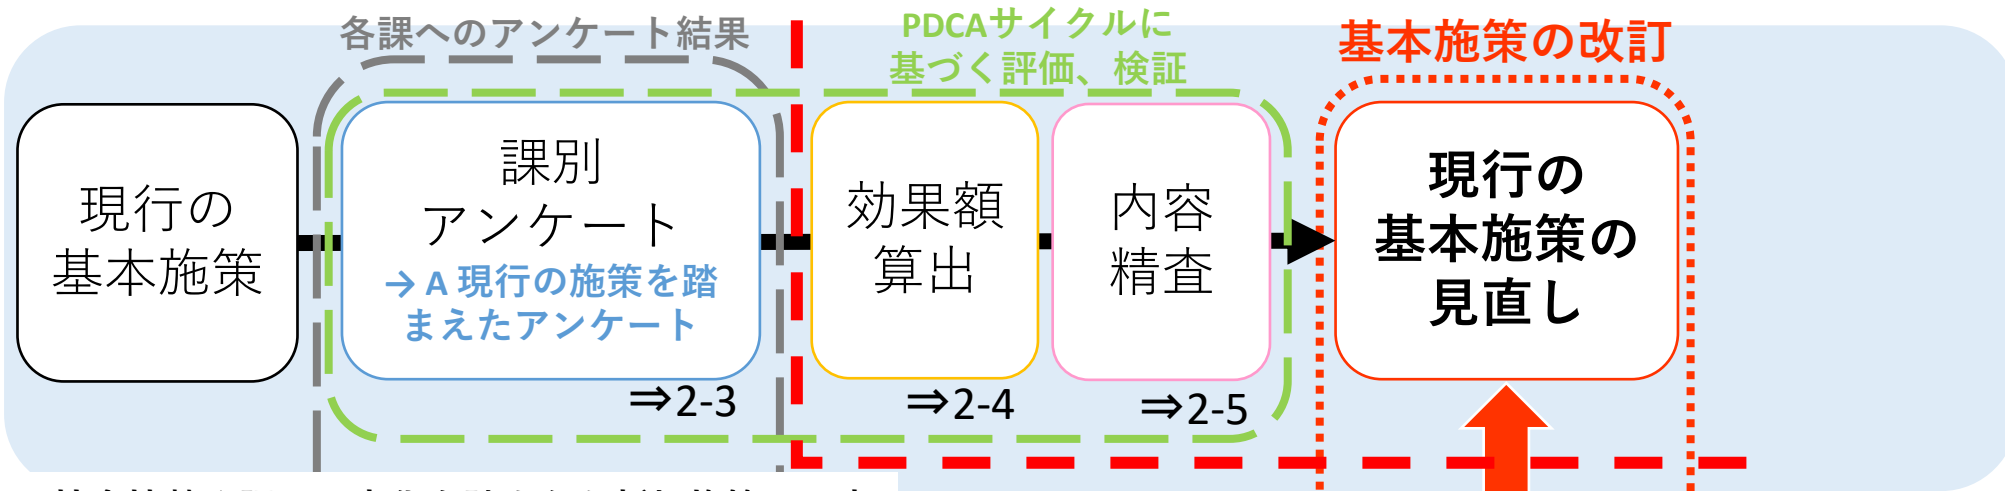 各課へのアンケート結果
PDCAサイクルに
基づく評価、検証
基本施策の改訂
現行の
基本施策
課別
アンケート
→ A 現行の施策を踏
まえたアンケート
⇒2-3
効果額
算出
⇒2-4
内容
精査
⇒2-5
現行の
基本施策の
見直し